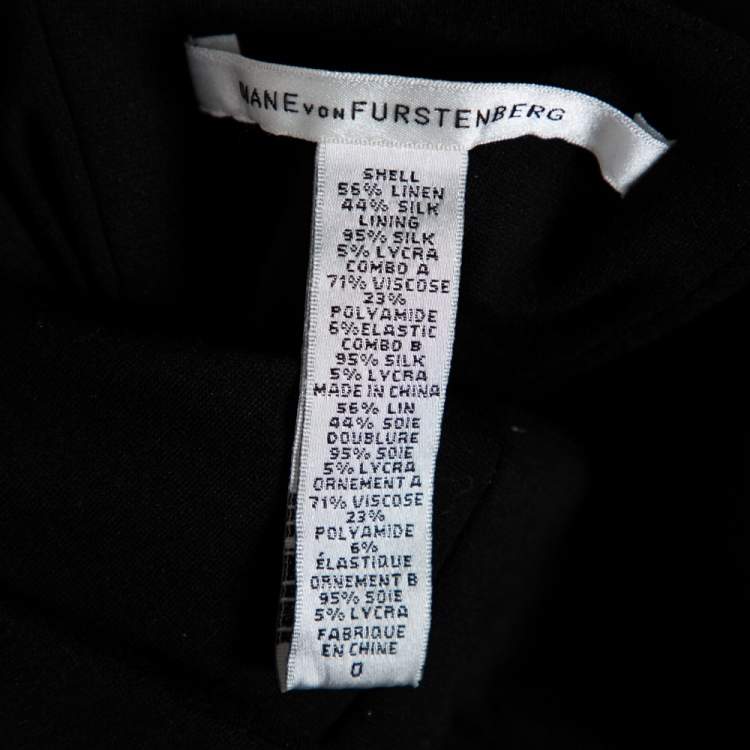 DIANE VON FURSTENBERG
SHELL
56% LINEN
44% SILK
LINING
95% SILK
5% LYCRA
COMBO A
71% VISCOSE
23%
POLYAMIDE
6%ELASTIC
COMBO B
95% SILK
5% LYCRA
MADE IN CHINA
56% LIN
44% SOIE
DOUBLURE
95% SOIE
5% LYCRA
ORNEMENT A
71% VISCOSE
23%
POLYAMIDE
6%
ÉLASTIQUE
ORNEMENT B
95% SOIE
5% LYCRA
FABRIQUE
EN CHINE
0